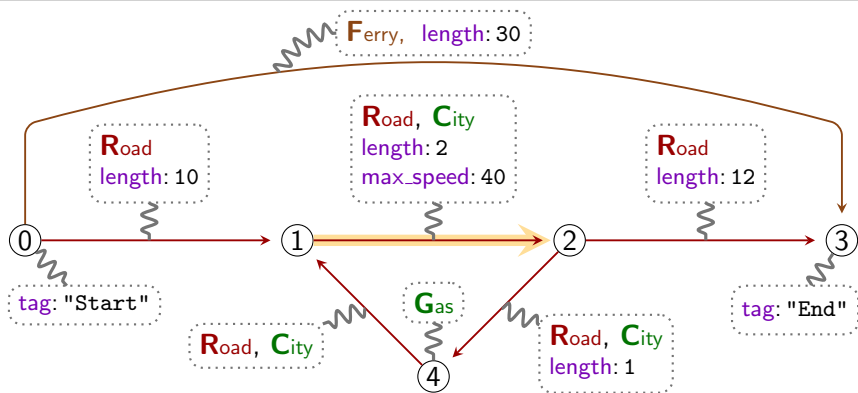 Ferry, length: 30
Road
length: 10
Road, City
length: 2
max_speed: 40
Road
length: 12
0
1
2
3
tag: "Start"
Gas
tag: "End"
Road, City
Road, City
length: 1
4